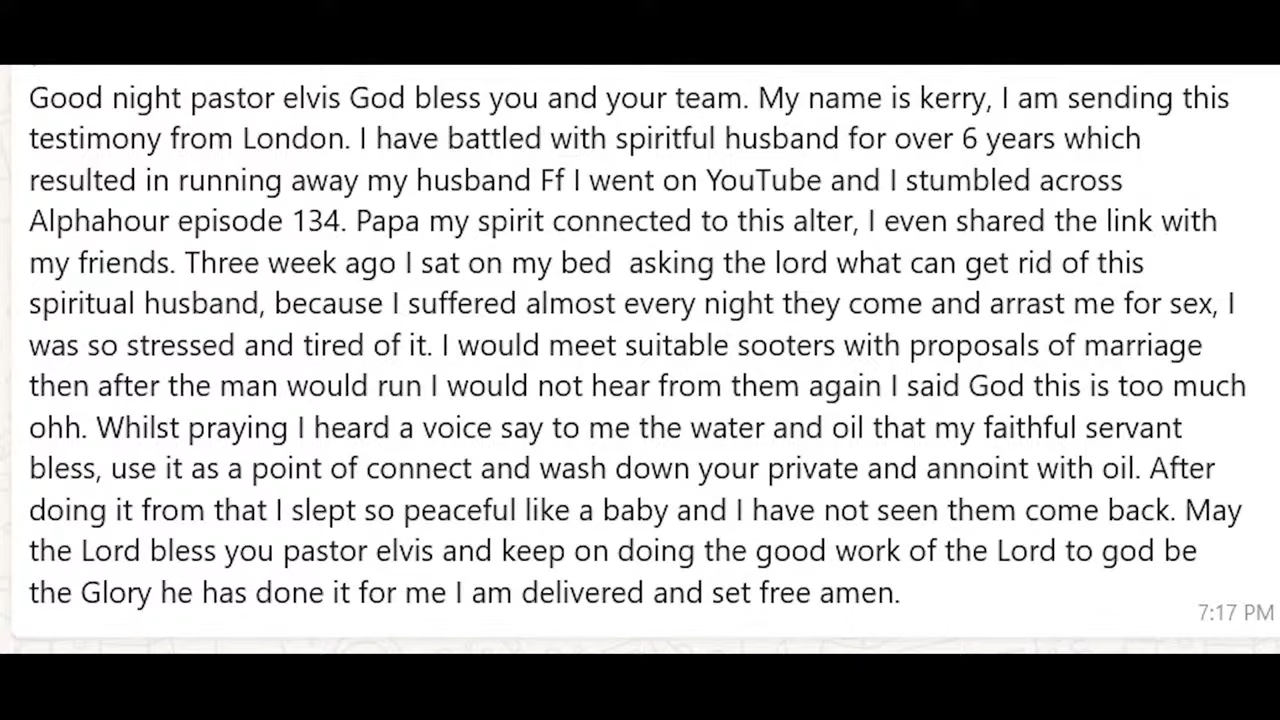 Good night pastor elvis God bless you and your team. My name is kerry, I am sending this
testimony from London. I have battled with spiritful husband for over 6 years which
resulted in running away my husband Ff I went on YouTube and I stumbled across
Alphahour episode 134. Papa my spirit connected to this alter, I even shared the link with
my friends. Three week ago I sat on my bed  asking the lord what can get rid of this
spiritual husband, because I suffered almost every night they come and arrast me for sex, I
was so stressed and tired of it. I would meet suitable sooters with proposals of marriage
then after the man would run I would not hear from them again I said God this is too much
ohh. Whilst praying I heard a voice say to me the water and oil that my faithful servant
bless, use it as a point of connect and wash down your private and annoint with oil. After
doing it from that I slept so peaceful like a baby and I have not seen them come back. May
the Lord bless you pastor elvis and keep on doing the good work of the Lord to god be
the Glory he has done it for me I am delivered and set free amen.
7:17 PM